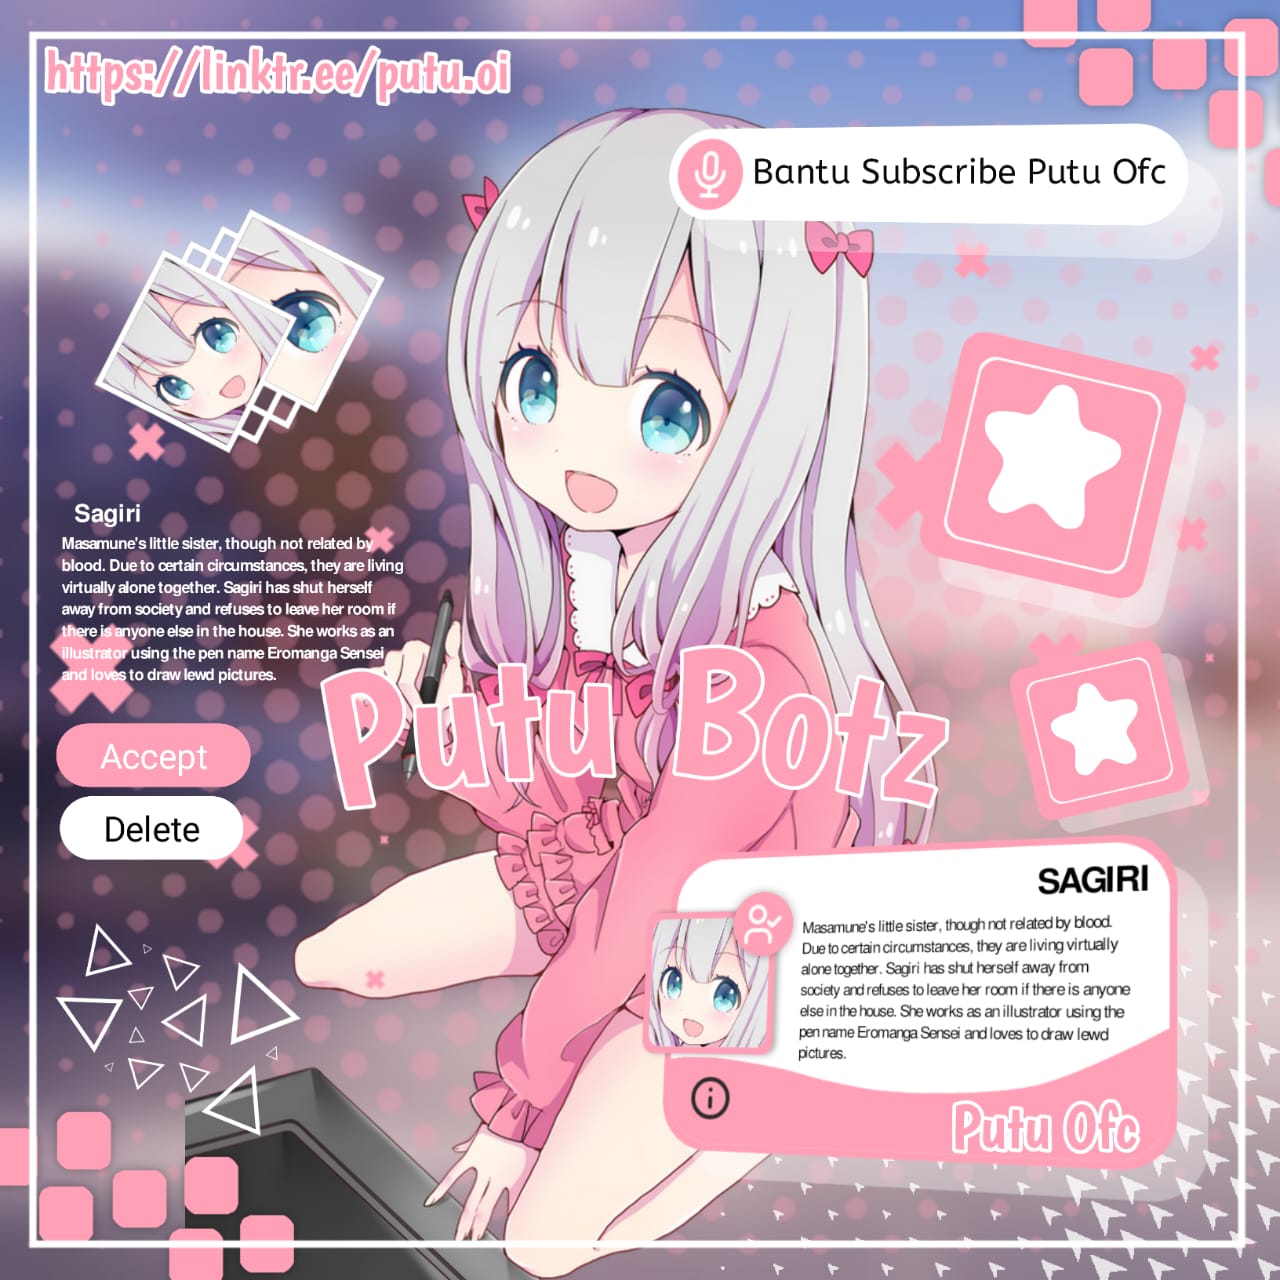 https://linktr.ee/putu.oi
Bantu Subscribe Putu Ofc
Sagiri
Masamune's little sister, though not related by
blood. Due to certain circumstances, they are living
virtually alone together. Sagiri has shut herself
away from society and refuses to leave her room if
there is anyone else in the house. She works as an
illustrator using the pen name Eromanga Sensei
and loves to draw lewd pictures.
Putu Botz
Accept
Delete
SAGIRI
Masamune's little sister, though not related by blood.
Due to certain circumstances, they are living virtually
alone together. Sagiri has shut herself away from
society and refuses to leave her room if there is anyone
else in the house. She works as an illustrator using the
pen name Eromanga Sensei and loves to draw lewd
pictures.
Putu Ofc